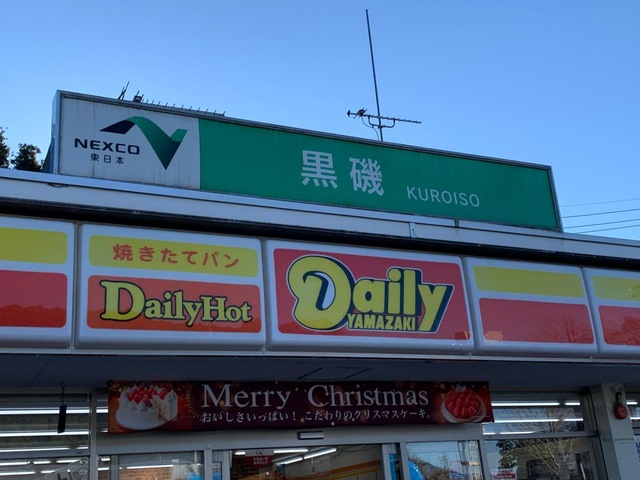 NEXCO
東日本
黒磯 KUROISO
焼きたてパン
DailyHot
Daily
YAMAZAKI
Merry Christmas
おいしさいっぱい！こだわりのクリスマスケーキ。